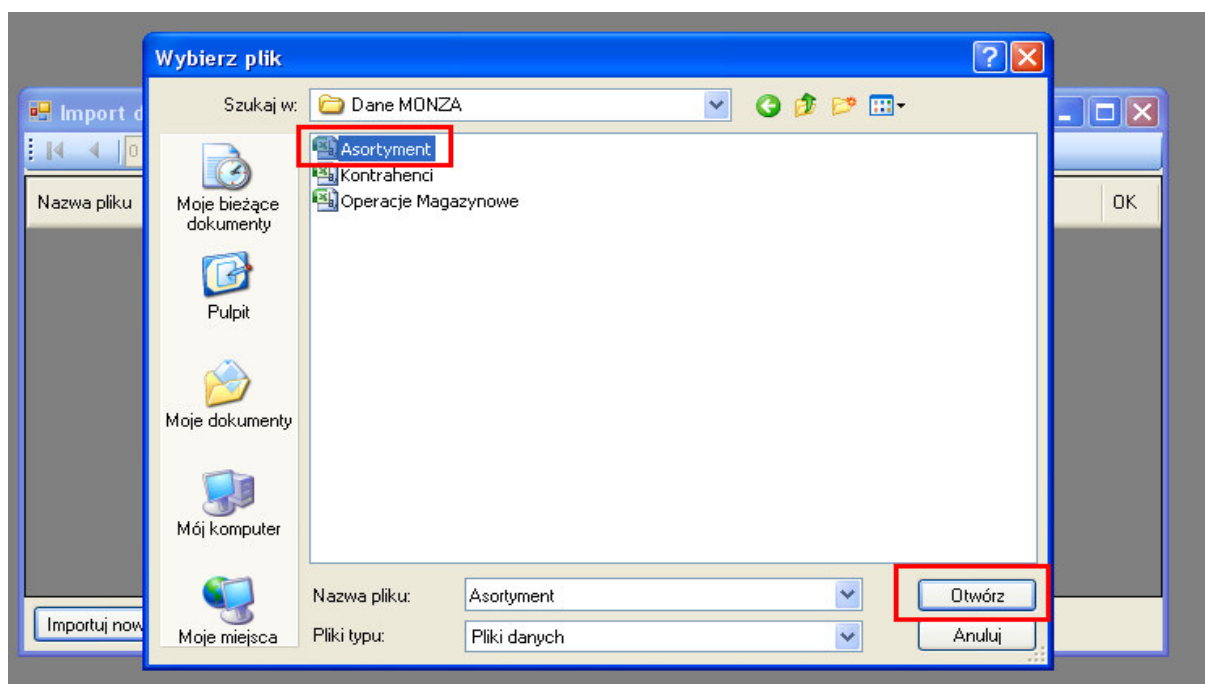 Wybierz plik
Import d
Szukaj w:
Dane MONZA
0
Nazwa pliku
OK
Asortyment
Kontrahenci
Operacje Magazynowe
Moje bieżące
dokumenty
Pulpit
Moje dokumenty
Mój komputer
Moje miejsca
Nazwa pliku:
Asortyment
Otwórz
Pliki typu:
Pliki danych
Anuluj
Importuj now